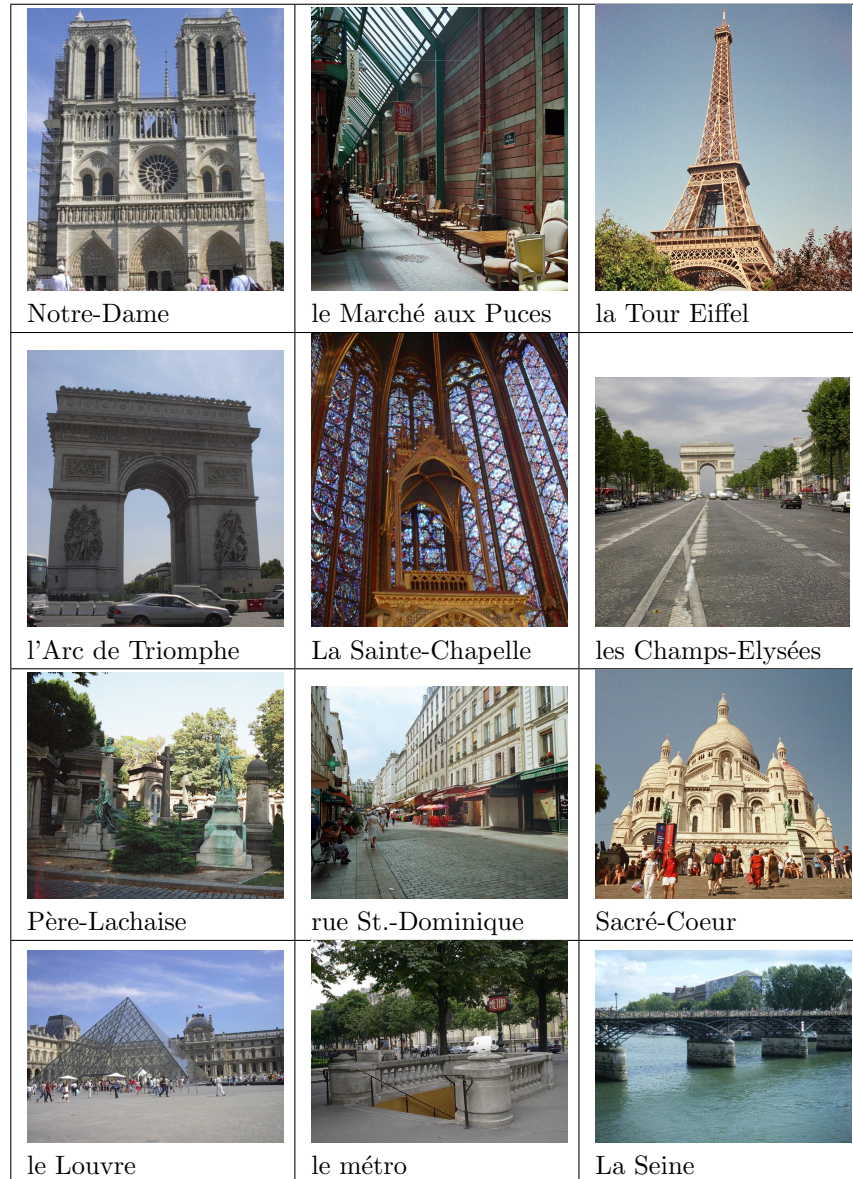 Notre-Dame
le Marché aux Puces
la Tour Eiffel
l'Arc de Triomphe
La Sainte-Chapelle
les Champs-Elysées
Père-Lachaise
rue St.-Dominique
Sacré-Coeur
MÉTRO
le Louvre
le métro
La Seine